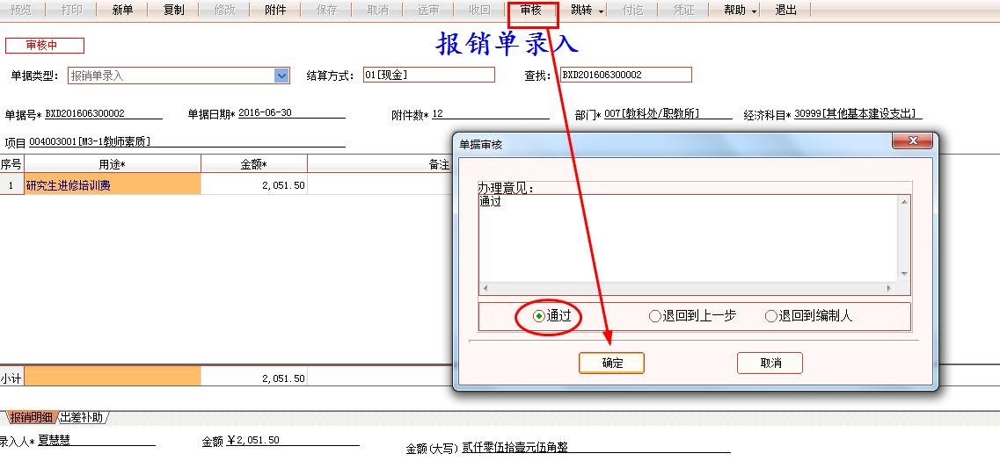 预览 打印 新单 复制 修改 附件 保存 取消 送审 收回 审核 跳转 付讫 凭证 帮助 退出
审核中
报销单录入
单据类型： 报销单录入 结算方式： 01[现金] 查找： BXD201606300002
单据号* BXD201606300002 单据日期* 2016-06-30 附件数* 12 部门* 007[教科处/职教所] 经济科目* 30999[其他基本建设支出]
项目 004003001[M3-1教师素质]
序号 用途* 金额* 备注
1 研究生进修培训费 2,051.50
单据审核
办理意见：
通过
通过 退回到上一步 退回到编制人
确定 取消
小计 2,051.50
报销明细 出差补助
录入人* 夏慧慧 金额 ¥2,051.50 金额(大写) 贰仟零伍拾壹元伍角整